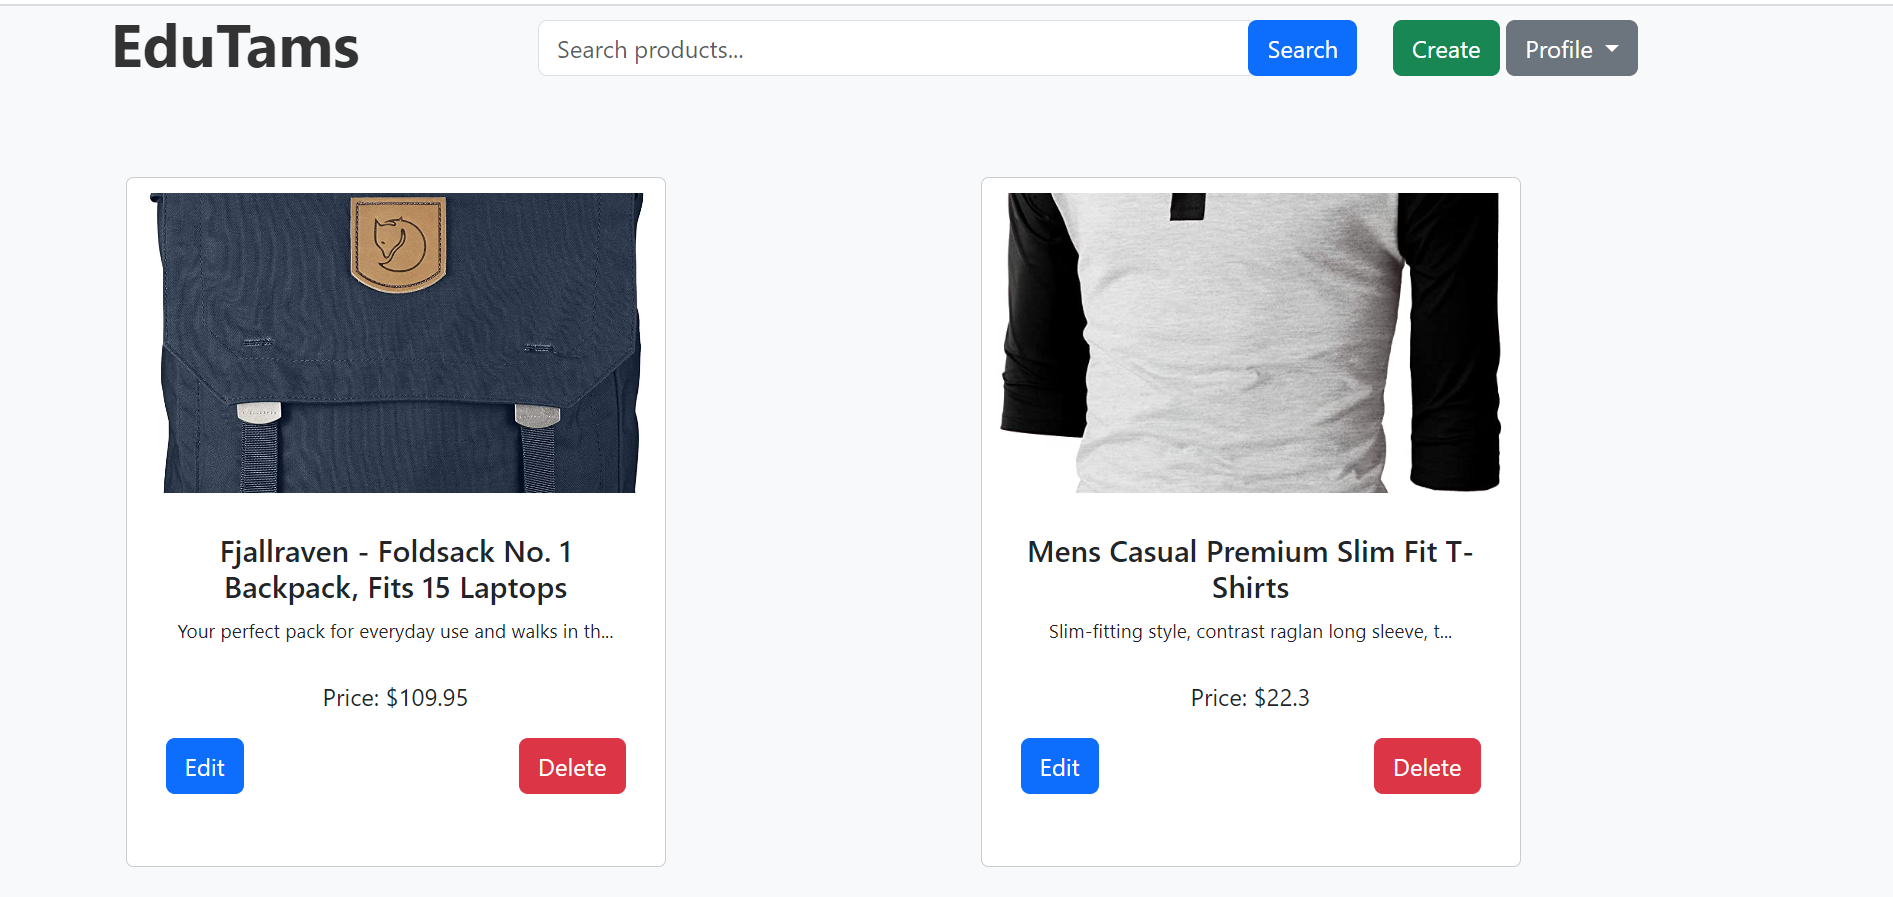 EduTams
Search products...
Search
Create
Profile
Fjallraven - Foldsack No. 1
Backpack, Fits 15 Laptops
Your perfect pack for everyday use and walks in th...
Price: $109.95
Edit
Delete
Mens Casual Premium Slim Fit T-
Shirts
Slim-fitting style, contrast raglan long sleeve, t...
Price: $22.3
Edit
Delete